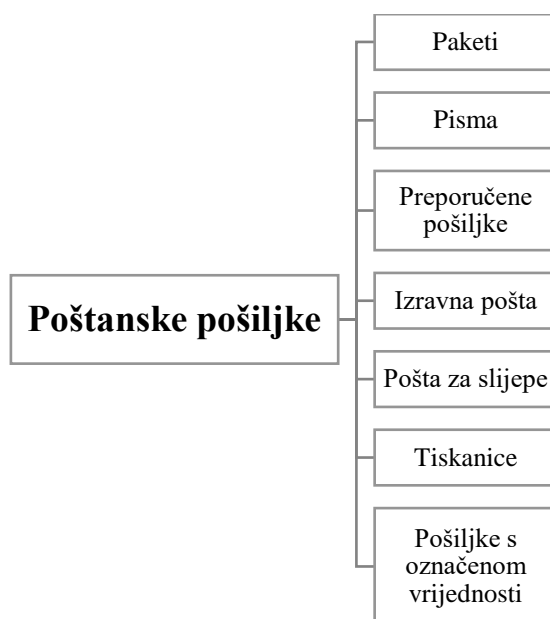 Poštanske pošiljke
Paketi
Pisma
Preporučene
pošiljke
Izravna pošta
Pošta za slijepe
Tiskanice
Pošiljke s
označenom
vrijednosti